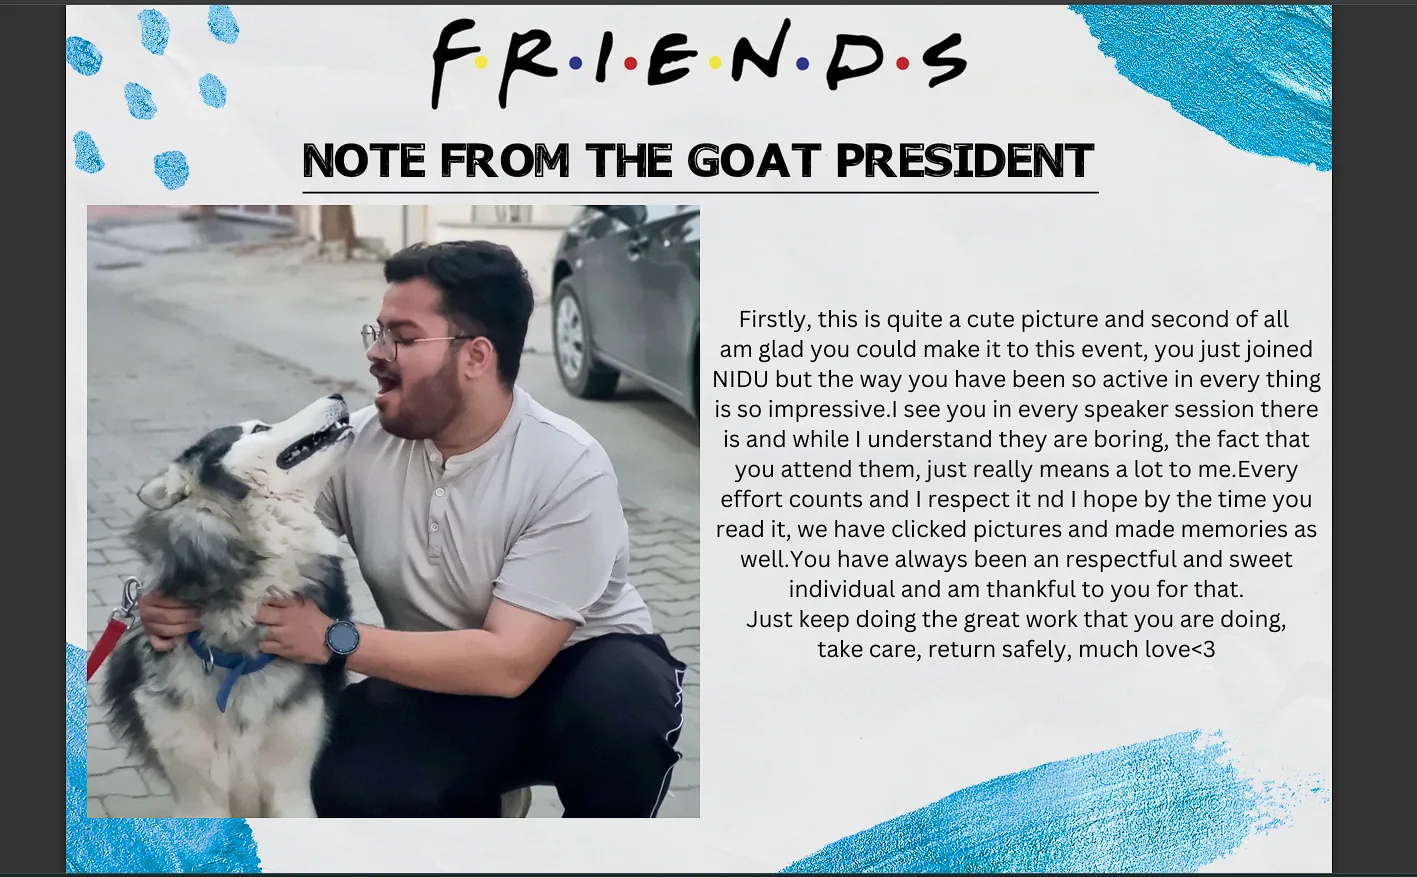 F.R.I.E.N.D.S
NOTE FROM THE GOAT PRESIDENT
Firstly, this is quite a cute picture and second of all
am glad you could make it to this event, you just joined
NIDU but the way you have been so active in every thing
is so impressive.I see you in every speaker session there
is and while I understand they are boring, the fact that
you attend them, just really means a lot to me.Every
effort counts and I respect it nd I hope by the time you
read it, we have clicked pictures and made memories as
well.You have always been an respectful and sweet
individual and am thankful to you for that.
Just keep doing the great work that you are doing,
take care, return safely, much love<3